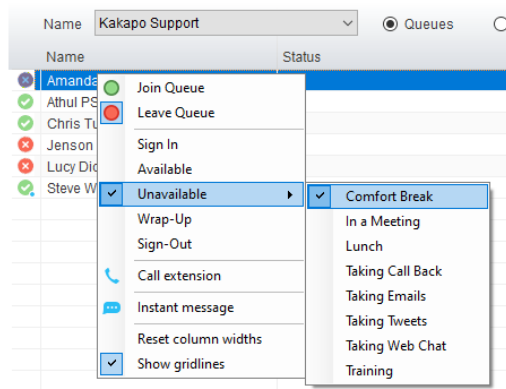 Name Kakapo Support Queues
Name Status
Amanda
Athul PS
Chris Tu
Jenson
Lucy Dic
Steve W
Join Queue
Leave Queue
Sign In
Available
Unavailable
Wrap-Up
Sign-Out
Call extension
Instant message
Reset column widths
Show gridlines
Comfort Break
In a Meeting
Lunch
Taking Call Back
Taking Emails
Taking Tweets
Taking Web Chat
Training